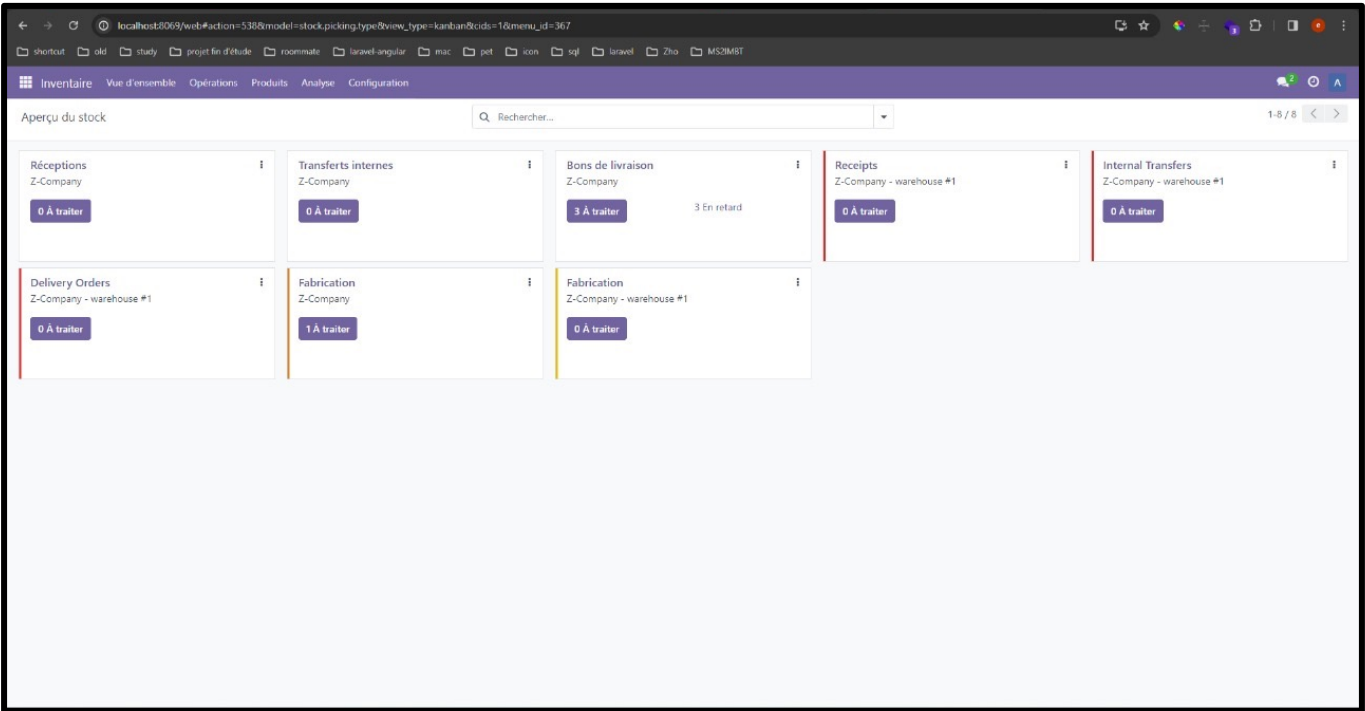 localhost:8069/web#action=538&model=stock.picking.type&view_type=kanban&cids=1&menu_id=367
shortcut old study projet fin d'étude roommate laravel-angular mac pet icon sql laravel Zho MS2IMBT
Inventaire Vue d'ensemble Opérations Produits Analyse Configuration 2 A
Aperçu du stock Rechercher... 1-8 / 8
Réceptions Transferts internes Bons de livraison Receipts Internal Transfers
Z-Company Z-Company Z-Company Z-Company - warehouse #1 Z-Company - warehouse #1
0 À traiter 0 À traiter 3 À traiter 3 En retard 0 À traiter 0 À traiter
Delivery Orders Fabrication Fabrication
Z-Company - warehouse #1 Z-Company Z-Company - warehouse #1
0 À traiter 1 À traiter 0 À traiter